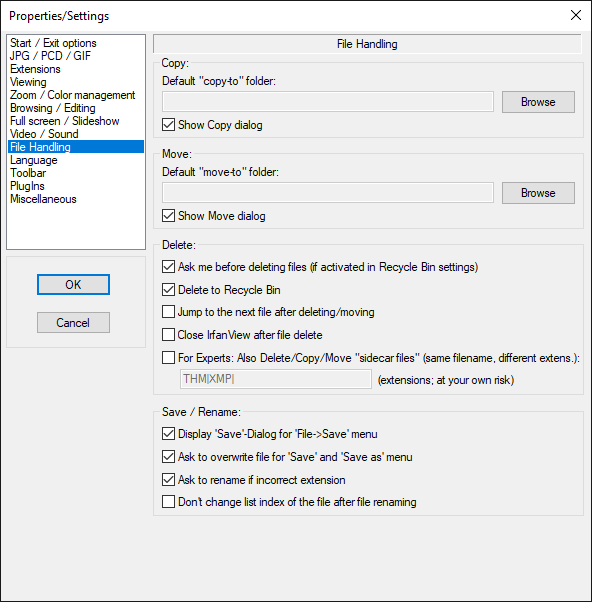 Properties/Settings
Start / Exit options
JPG / PCD / GIF
Extensions
Viewing
Zoom / Color management
Browsing / Editing
Full screen / Slideshow
Video / Sound
File Handling
Language
Toolbar
PlugIns
Miscellaneous
OK
Cancel
File Handling
Copy:
Default "copy-to" folder:
Browse
Show Copy dialog
Move:
Default "move-to" folder:
Browse
Show Move dialog
Delete:
Ask me before deleting files (if activated in Recycle Bin settings)
Delete to Recycle Bin
Jump to the next file after deleting/moving
Close IrfanView after file delete
For Experts: Also Delete/Copy/Move "sidecar files" (same filename, different extens.):
THM|XMP|
(extensions; at your own risk)
Save / Rename:
Display 'Save'-Dialog for 'File->Save' menu
Ask to overwrite file for 'Save' and 'Save as' menu
Ask to rename if incorrect extension
Don't change list index of the file after file renaming